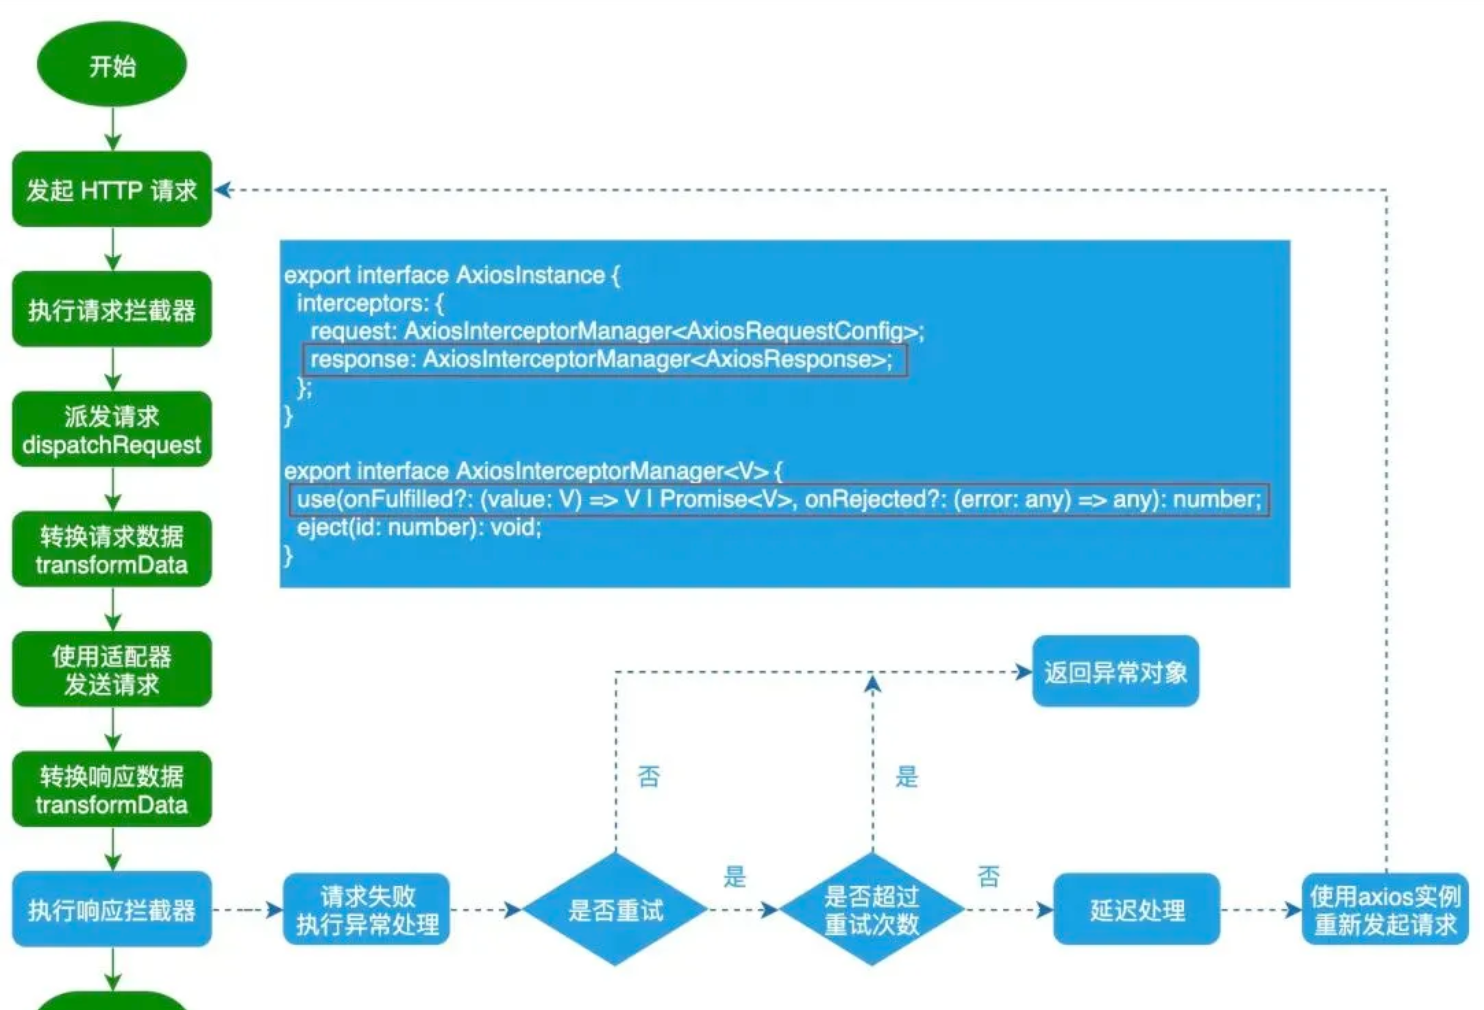 开始
发起 HTTP 请求
执行请求拦截器
派发请求
dispatchRequest
转换请求数据
transformData
使用适配器
发送请求
转换响应数据
transformData
执行响应拦截器
export interface AxiosInstance {
interceptors: {
request: AxiosInterceptorManager<AxiosRequestConfig>;
response: AxiosInterceptorManager<AxiosResponse>;
};
}
export interface AxiosInterceptorManager<V> {
use(onFulfilled?: (value: V) => V | Promise<V>, onRejected?: (error: any) => any): number;
eject(id: number): void;
}
请求失败
执行异常处理
是否重试
否
是
是否超过
重试次数
是
否
返回异常对象
延迟处理
使用axios实例
重新发起请求